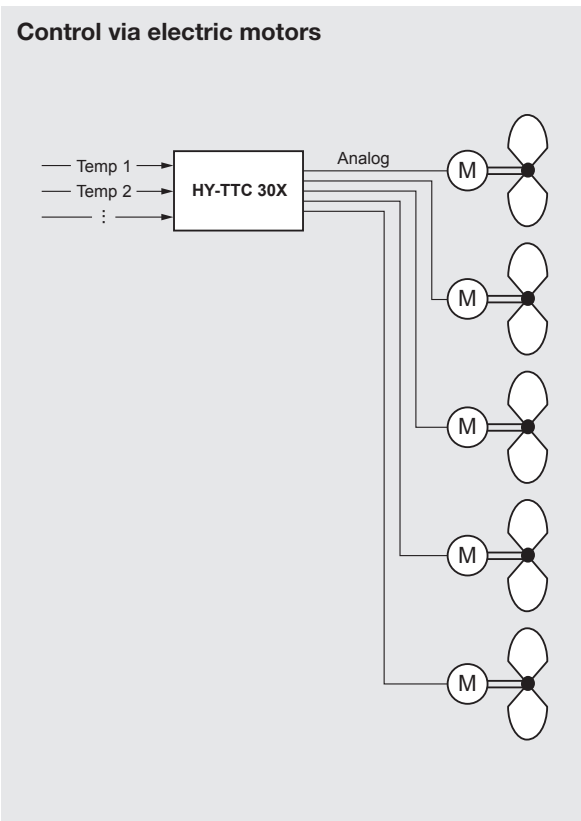 Control via electric motors
Temp 1
Temp 2
⋮
HY-TTC 30X
Analog
M
M
M
M
M